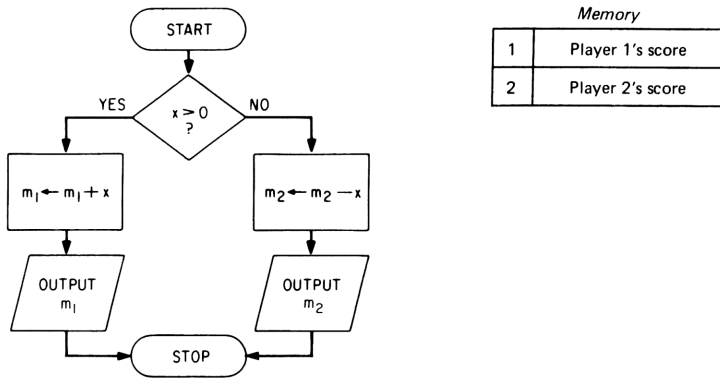 START
x > 0
?
YES
NO
m₁ ← m₁ + x
m₂ ← m₂ — x
OUTPUT
m₁
OUTPUT
m₂
STOP
Memory
1 Player 1's score
2 Player 2's score